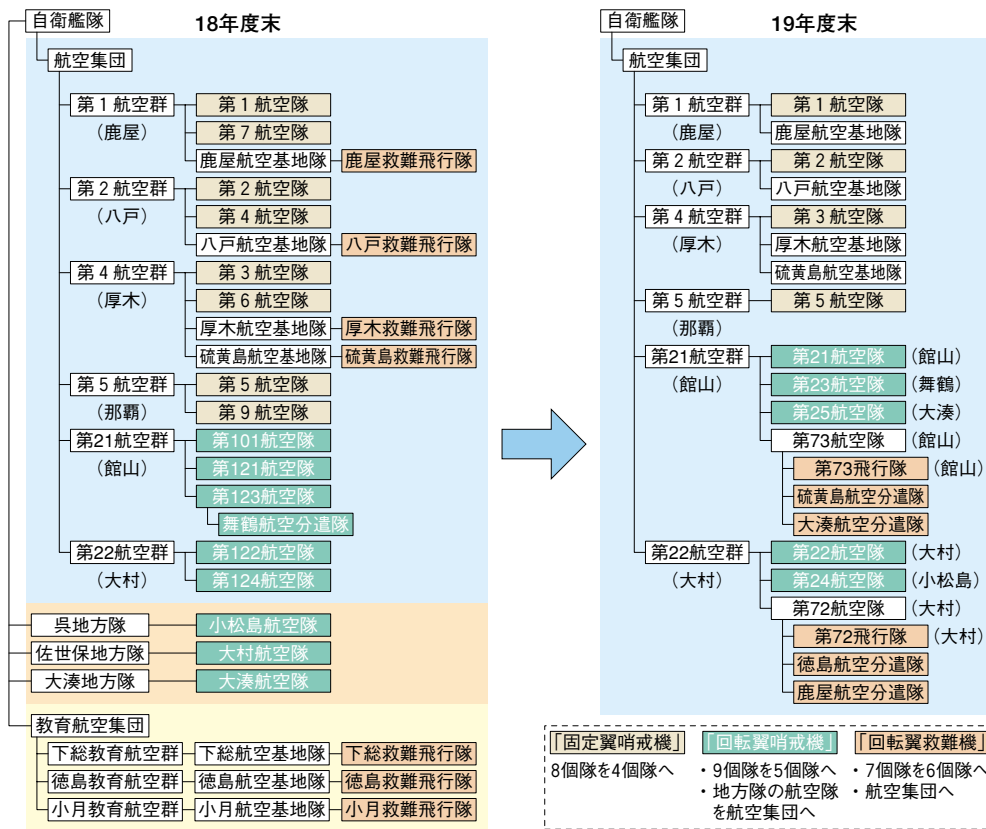 自衛艦隊
18年度末
航空集団
第1航空群
第1航空隊
(鹿屋)
第7航空隊
鹿屋航空基地隊
鹿屋救難飛行隊
第2航空群
第2航空隊
(八戸)
第4航空隊
八戸航空基地隊
八戸救難飛行隊
第4航空群
第3航空隊
(厚木)
第6航空隊
厚木航空基地隊
厚木救難飛行隊
硫黄島航空基地隊
硫黄島救難飛行隊
第5航空群
第5航空隊
(那覇)
第9航空隊
第21航空群
第101航空隊
(館山)
第121航空隊
第123航空隊
舞鶴航空分遣隊
第22航空群
第122航空隊
(大村)
第124航空隊
呉地方隊
小松島航空隊
佐世保地方隊
大村航空隊
大湊地方隊
大湊航空隊
教育航空集団
下総教育航空群
下総航空基地隊
下総救難飛行隊
徳島教育航空群
徳島航空基地隊
徳島救難飛行隊
小月教育航空群
小月航空基地隊
小月救難飛行隊
自衛艦隊
19年度末
航空集団
第1航空群
第1航空隊
(鹿屋)
鹿屋航空基地隊
第2航空群
第2航空隊
(八戸)
八戸航空基地隊
第4航空群
第3航空隊
(厚木)
厚木航空基地隊
硫黄島航空基地隊
第5航空群
第5航空隊
(那覇)
第21航空群
第21航空隊
(館山)
(館山)
第23航空隊
(舞鶴)
第25航空隊
(大湊)
第73航空隊
(館山)
第73飛行隊
(館山)
硫黄島航空分遣隊
大湊航空分遣隊
第22航空群
第22航空隊
(大村)
(大村)
第24航空隊
(小松島)
第72航空隊
(大村)
第72飛行隊
(大村)
徳島航空分遣隊
鹿屋航空分遣隊
「固定翼哨戒機」
8個隊を4個隊へ
「回転翼哨戒機」
・9個隊を5個隊へ
・地方隊の航空隊
を航空集団へ
「回転翼救難機」
・7個隊を6個隊へ
・航空集団へ